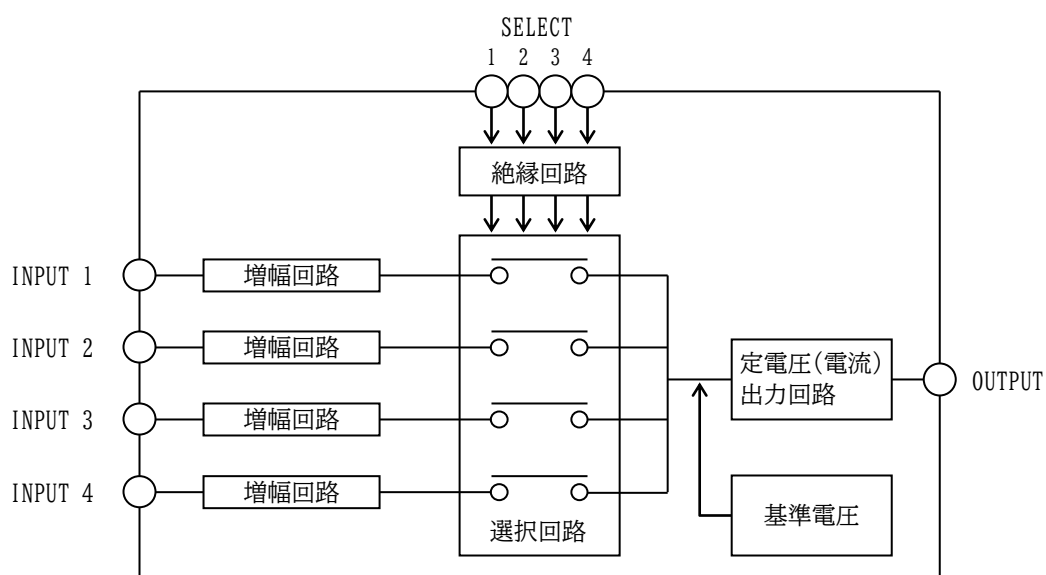 SELECT
1 2 3 4
絶縁回路
INPUT 1
増幅回路
INPUT 2
増幅回路
INPUT 3
増幅回路
INPUT 4
増幅回路
選択回路
定電圧(電流)
出力回路
OUTPUT
基準電圧